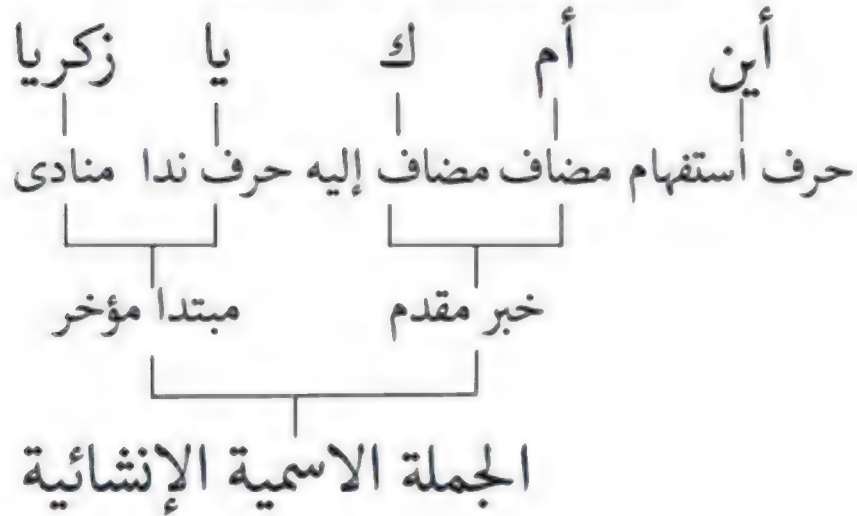 أين أم ك يا زكريا
حرف استفهام مضاف مضاف إليه حرف ندا منادى
خبر مقدم مبتدا مؤخر
الجملة الاسمية الإنشائية